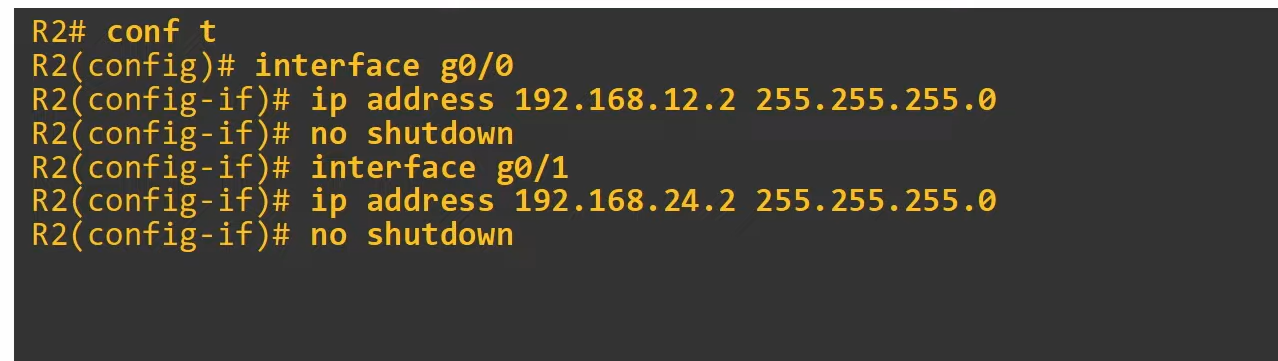 R2# conf t
R2(config)# interface g0/0
R2(config-if)# ip address 192.168.12.2 255.255.255.0
R2(config-if)# no shutdown
R2(config-if)# interface g0/1
R2(config-if)# ip address 192.168.24.2 255.255.255.0
R2(config-if)# no shutdown